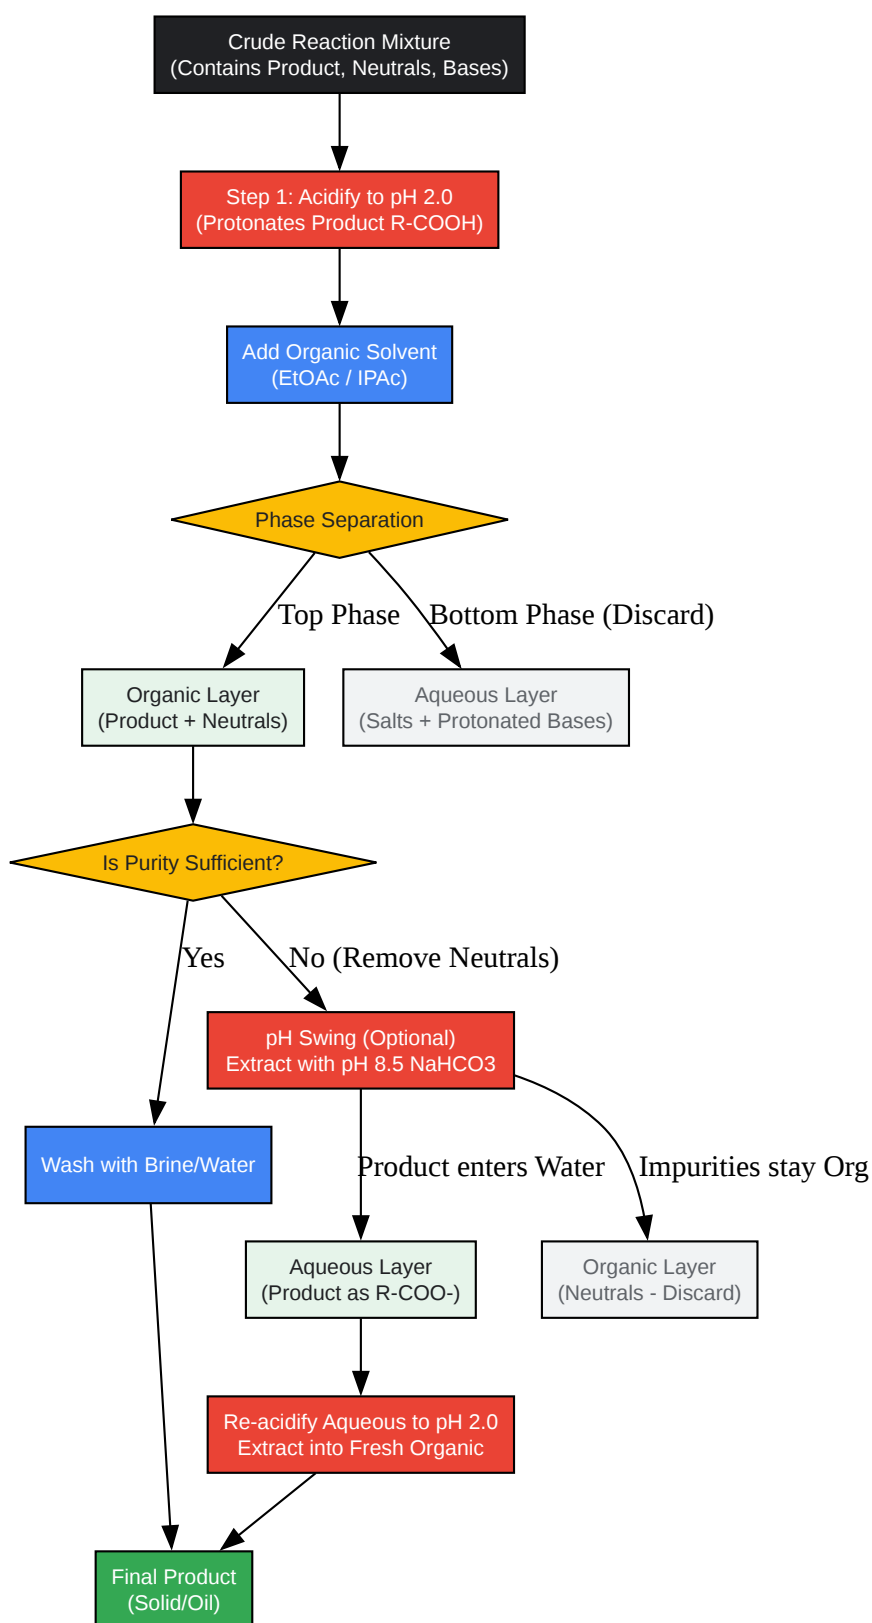 Crude Reaction Mixture
(Contains Product, Neutrals, Bases)
Step 1: Acidify to pH 2.0
(Protonates Product R-COOH)
Add Organic Solvent
(EtOAc / IPAc)
Phase Separation
Top Phase
Bottom Phase (Discard)
Organic Layer
(Product + Neutrals)
Aqueous Layer
(Salts + Protonated Bases)
Is Purity Sufficient?
Yes
No (Remove Neutrals)
pH Swing (Optional)
Extract with pH 8.5 NaHCO3
Wash with Brine/Water
Product enters Water
Impurities stay Org
Aqueous Layer
(Product as R-COO-)
Organic Layer
(Neutrals - Discard)
Re-acidify Aqueous to pH 2.0
Extract into Fresh Organic
Final Product
(Solid/Oil)